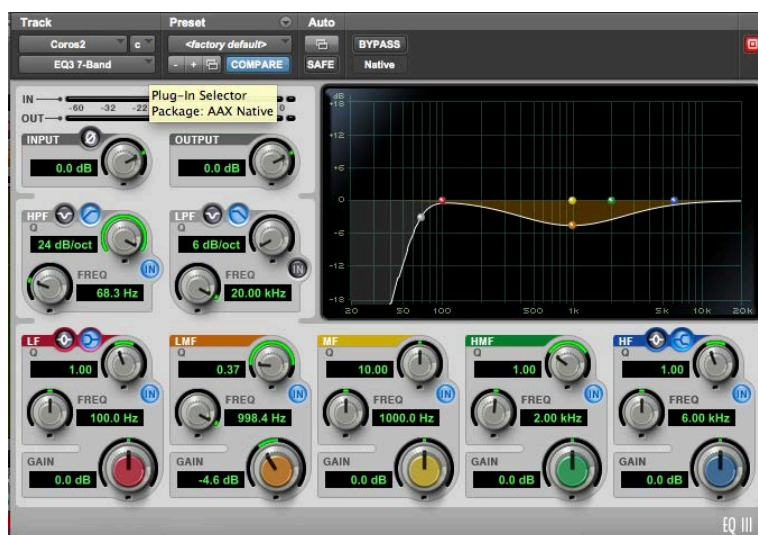 Track Preset Auto
Coros2 c <factory default> BYPASS
EQ3 7-Band - + COMPARE SAFE Native
Plug-In Selector
Package: AAX Native
IN -60 -32 -22 0
OUT
INPUT OUTPUT
0.0 dB 0.0 dB
HPF LPF
Q Q
24 dB/oct 6 dB/oct
IN IN
FREQ FREQ
68.3 Hz 20.00 kHz
dB
+18
+12
+6
0
-6
-12
-18
20 50 100 500 1k 5k 10k 20k
LF LMF MF HMF HF
Q Q Q Q Q
1.00 0.37 10.00 1.00 1.00
IN IN IN IN IN
FREQ FREQ FREQ FREQ FREQ
100.0 Hz 998.4 Hz 1000.0 Hz 2.00 kHz 6.00 kHz
GAIN GAIN GAIN GAIN GAIN
0.0 dB -4.6 dB 0.0 dB 0.0 dB 0.0 dB
EQ III